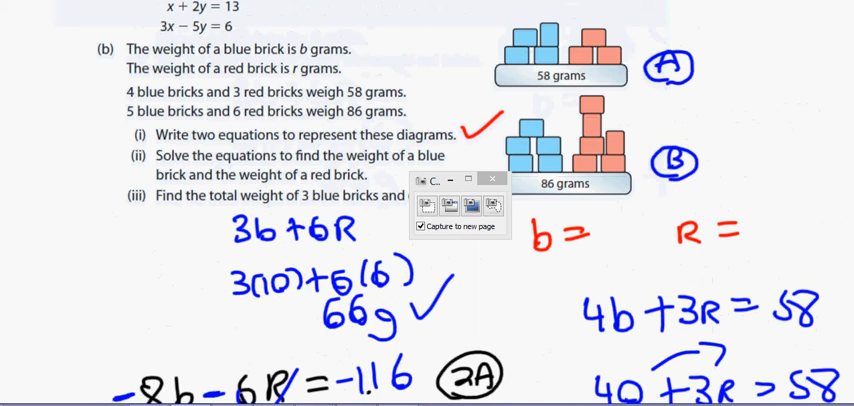 x + 2y = 13
3x − 5y = 6
(b) The weight of a blue brick is b grams.
The weight of a red brick is r grams.
4 blue bricks and 3 red bricks weigh 58 grams.
5 blue bricks and 6 red bricks weigh 86 grams.
(i) Write two equations to represent these diagrams.
(ii) Solve the equations to find the weight of a blue
brick and the weight of a red brick.
(iii) Find the total weight of 3 blue bricks and
58 grams
A
86 grams
B
C..
Capture to new page
b =
R =
3b + 6R
3(10) + 6(6)
66g
4b + 3R = 58
-8b - 6R = -116
2A
40 + 3R = 58